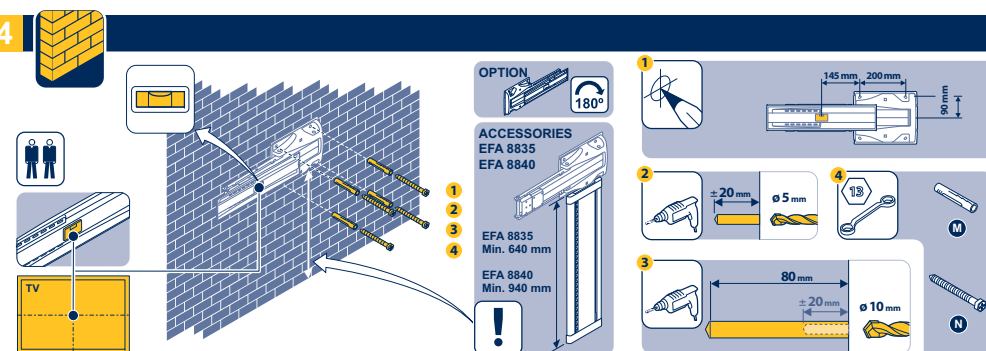 4
TV
1
2
3
4
OPTION
180º
ACCESSORIES
EFA 8835
EFA 8840
EFA 8835
Min. 640 mm
EFA 8840
Min. 940 mm
!
1
145 mm
200 mm
90 mm
2
± 20 mm
ø 5 mm
4
13
M
3
80 mm
± 20 mm
ø 10 mm
N